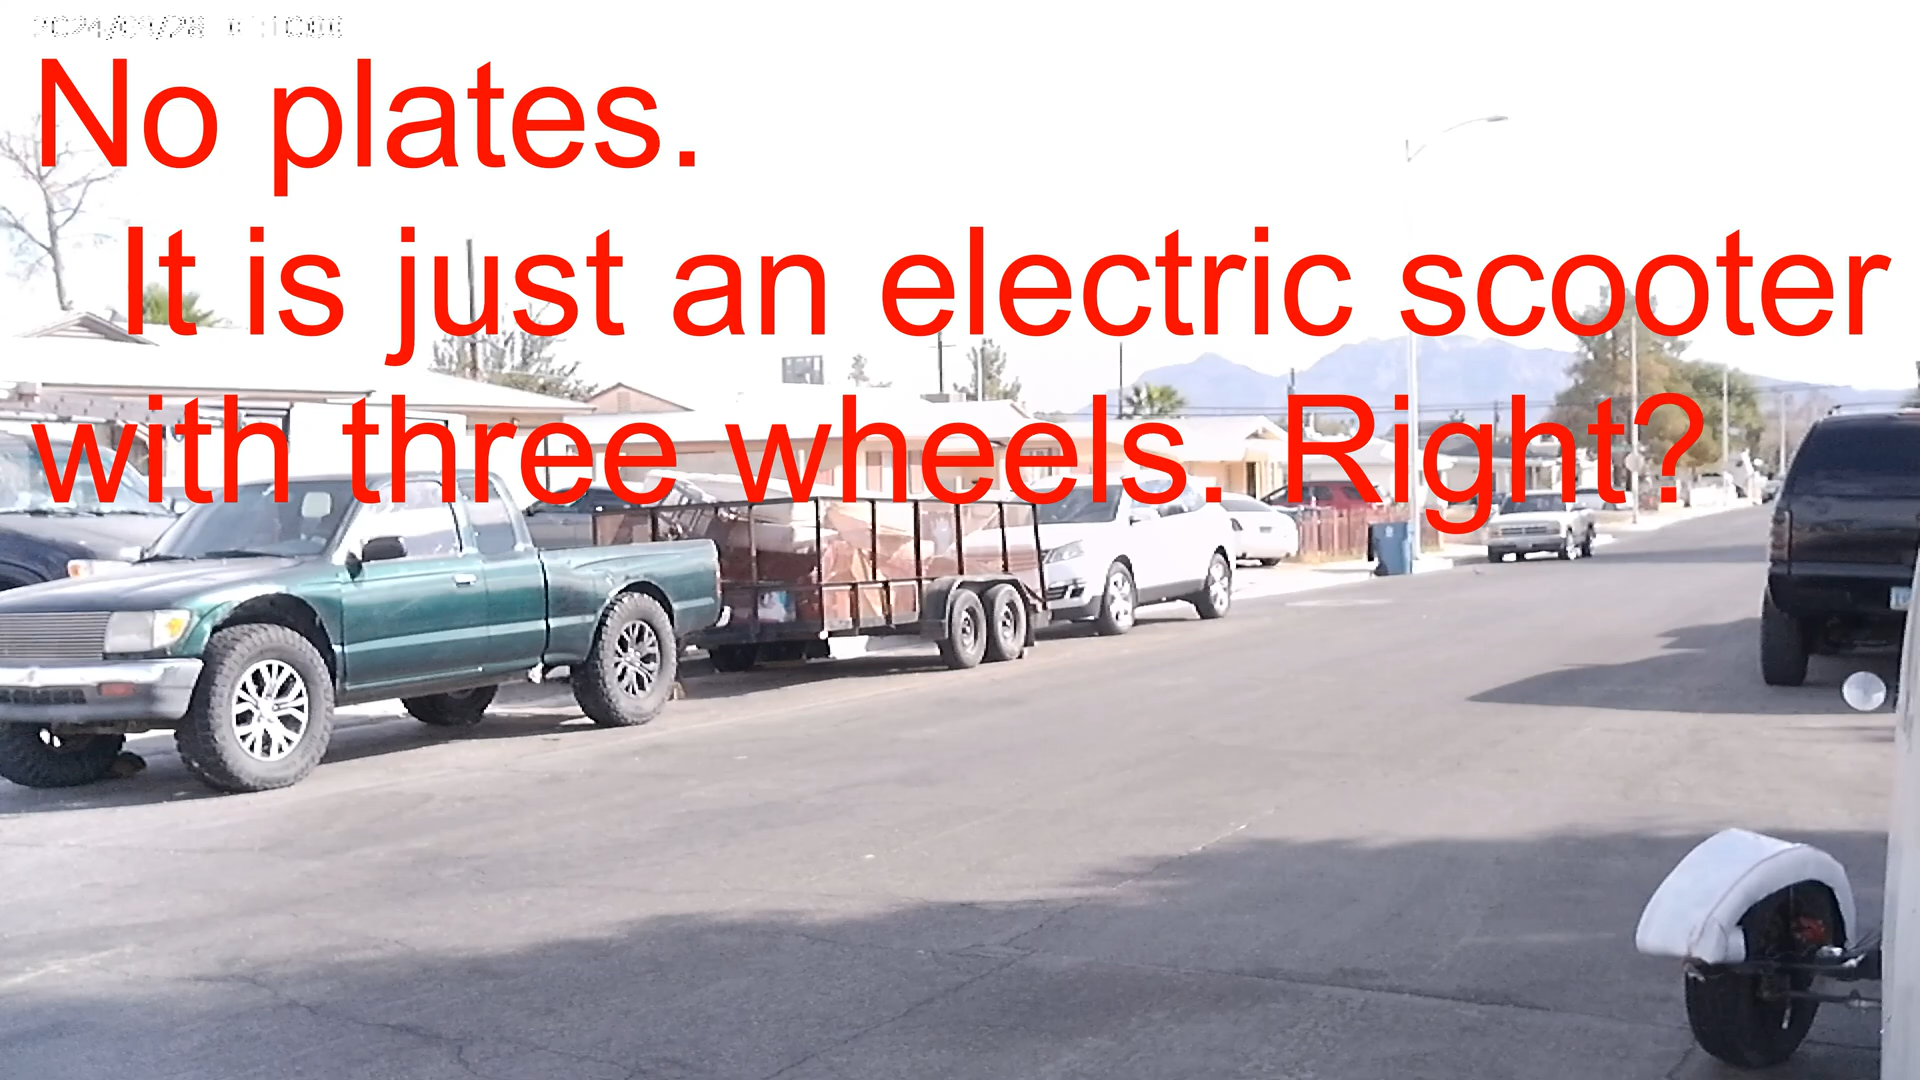 No plates.
It is just an electric scooter
with three wheels. Right?